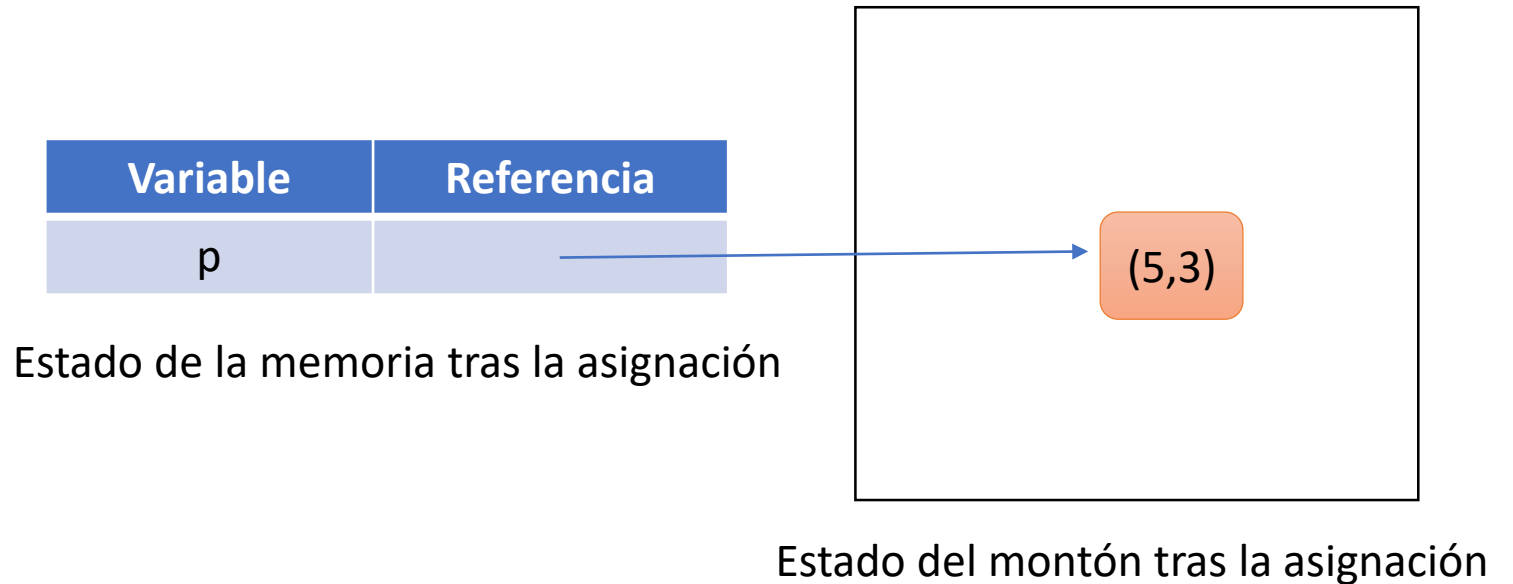 Variable Referencia
p
(5,3)
Estado de la memoria tras la asignación
Estado del montón tras la asignación